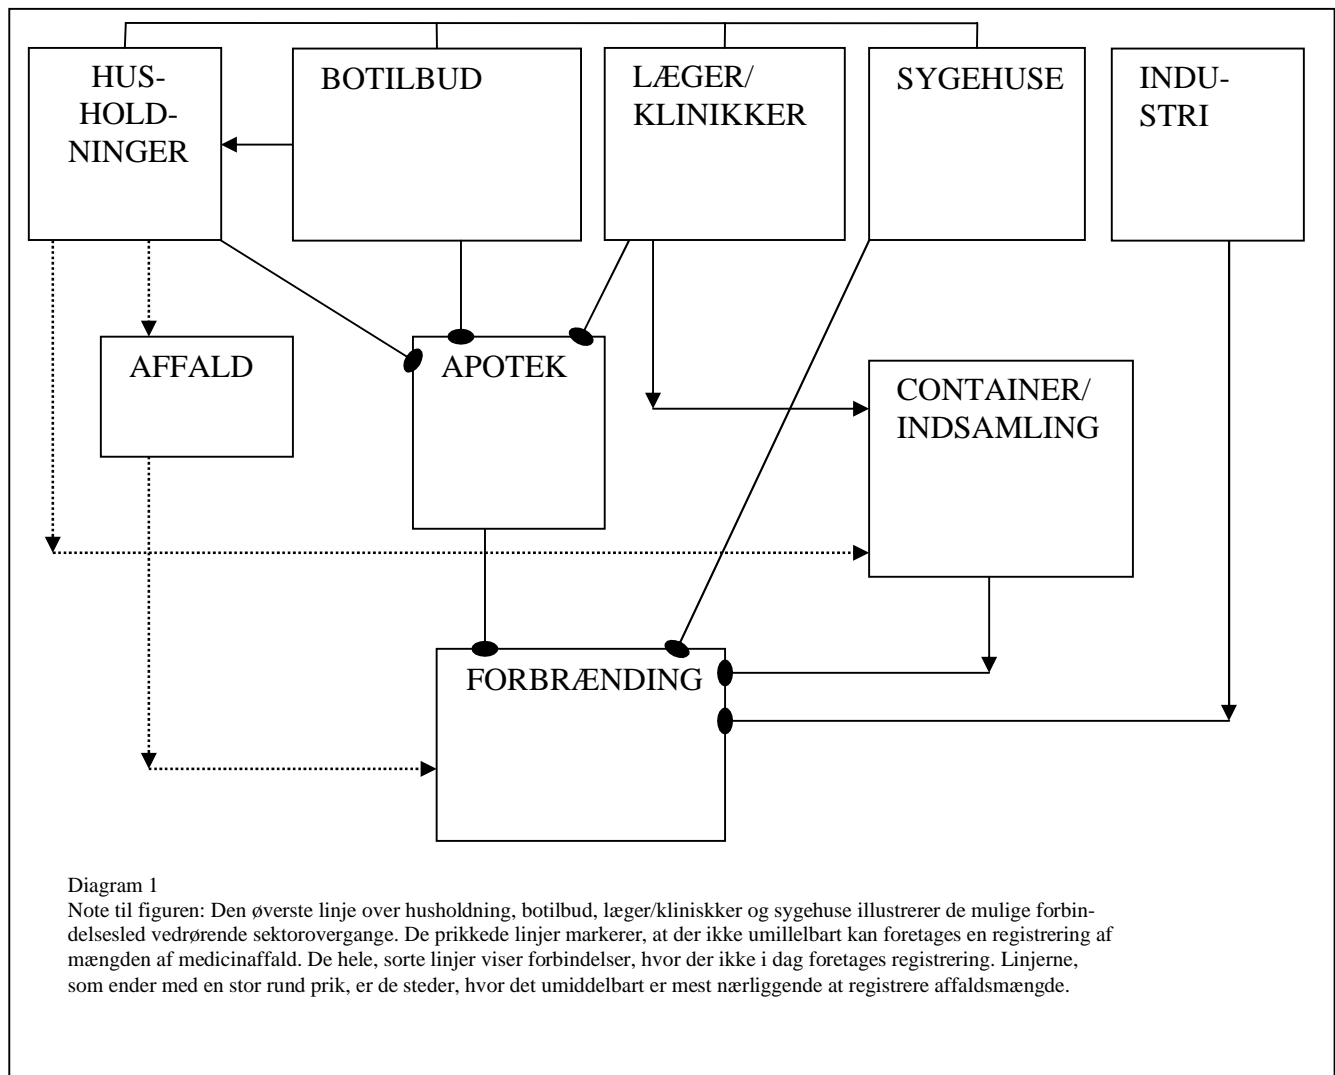 HUS-
HOLD-
NINGER
BOTILBUD
LÆGER/
KLINIKKER
SYGEHUSE
INDU-
STRI
AFFALD
APOTEK
CONTAINER/
INDSAMLING
FORBRÆNDING
Diagram 1
Note til figuren: Den øverste linje over husholdning, botilbud, læger/kliniskker og sygehuse illustrerer de mulige forbin-
delsesled vedrørende sektorovergange. De prikkede linjer markerer, at der ikke umillelbart kan foretages en registrering af
mængden af medicinaffald. De hele, sorte linjer viser forbindelser, hvor der ikke i dag foretages registrering. Linjerne,
som ender med en stor rund prik, er de steder, hvor det umiddelbart er mest nærliggende at registrere affaldsmængde.